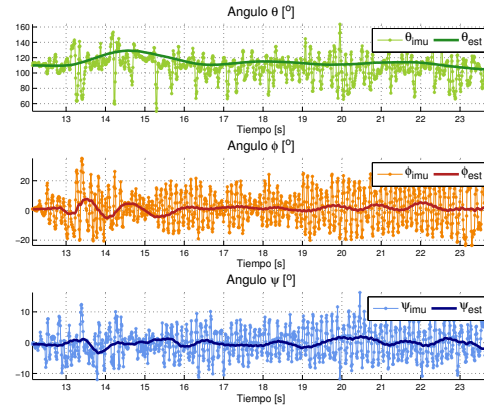 Angulo θ [º]
160
140
120
100
80
60
θimu θest
13 14 15 16 17 18 19 20 21 22 23
Tiempo [s]
Angulo ϕ [º]
20
0
−20
ϕimu ϕest
13 14 15 16 17 18 19 20 21 22 23
Tiempo [s]
Angulo ψ [º]
10
0
−10
ψimu ψest
13 14 15 16 17 18 19 20 21 22 23
Tiempo [s]